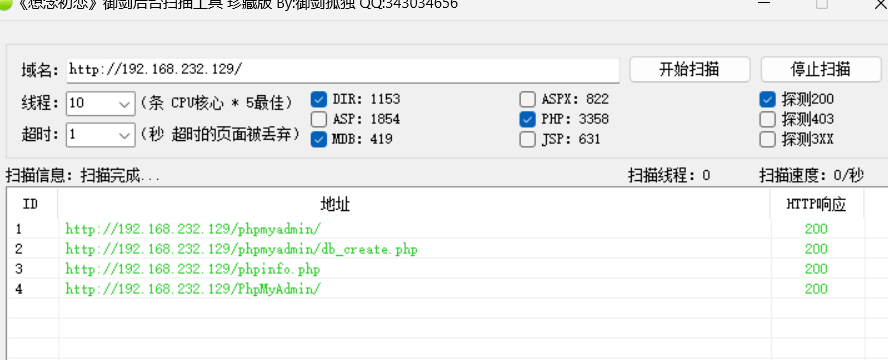 《想念初恋》御剑后台扫描工具 珍藏版 By:御剑孤独 QQ:343034656
域名: http://192.168.232.129/ 开始扫描 停止扫描
线程: 10 (条 CPU核心 * 5最佳) DIR: 1153 ASPX: 822 探测200
ASP: 1854 PHP: 3358 探测403
超时: 1 (秒 超时的页面被丢弃) MDB: 419 JSP: 631 探测3XX
扫描信息: 扫描完成... 扫描线程: 0 扫描速度: 0/秒
ID 地址 HTTP响应
1 http://192.168.232.129/phpmyadmin/ 200
2 http://192.168.232.129/phpmyadmin/db_create.php 200
3 http://192.168.232.129/phpinfo.php 200
4 http://192.168.232.129/PhpMyAdmin/ 200